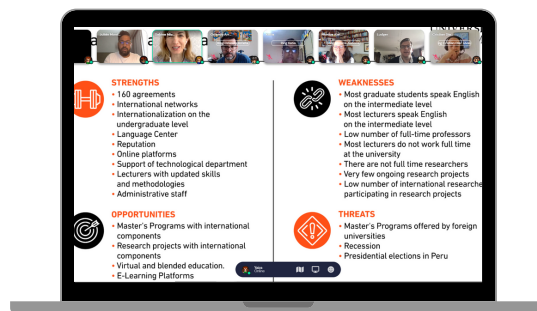 UNIVERS
STRENGTHS
• 160 agreements
• International networks
• Internationalization on the
undergraduate level
• Language Center
• Reputation
• Online platforms
• Support of technological department
• Lecturers with updated skills
and methodologies
• Administrative staff
WEAKNESSES
• Most graduate students speak English
on the intermediate level
• Most lecturers speak English
on the intermediate level
• Low number of full-time professors
• Most lecturers do not work full time
at the university
• There are not full time researchers
• Very few ongoing research projects
• Low number of international researche
participating in research projects
OPPORTUNITIES
• Master's Programs with international
components
• Research projects with international
components
• Virtual and blended education.
• E-Learning Platforms
THREATS
• Master's Programs offered by foreign
universities
• Recession
• Presidential elections in Peru